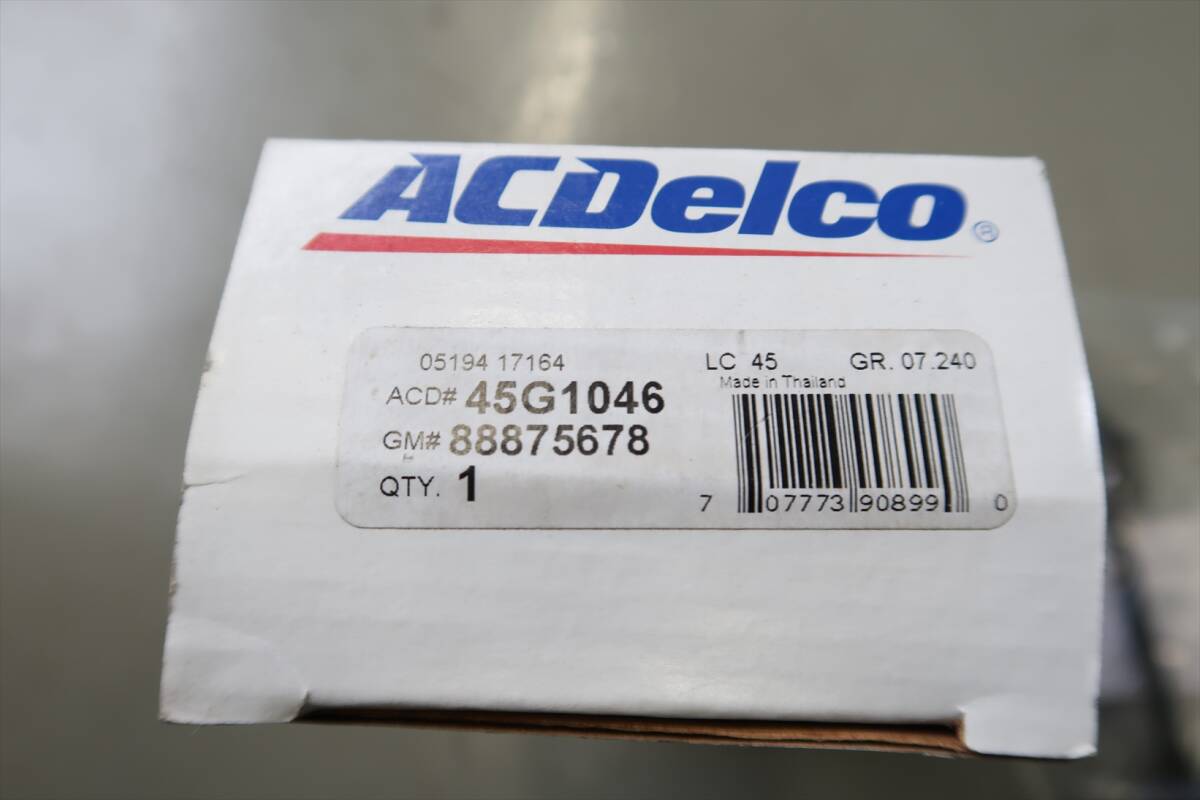 ACDelco®
05194 17164
LC 45
GR. 07.240
Made in Thailand
ACD# 45G1046
GM# 88875678
QTY. 1
7 07773 90899 0